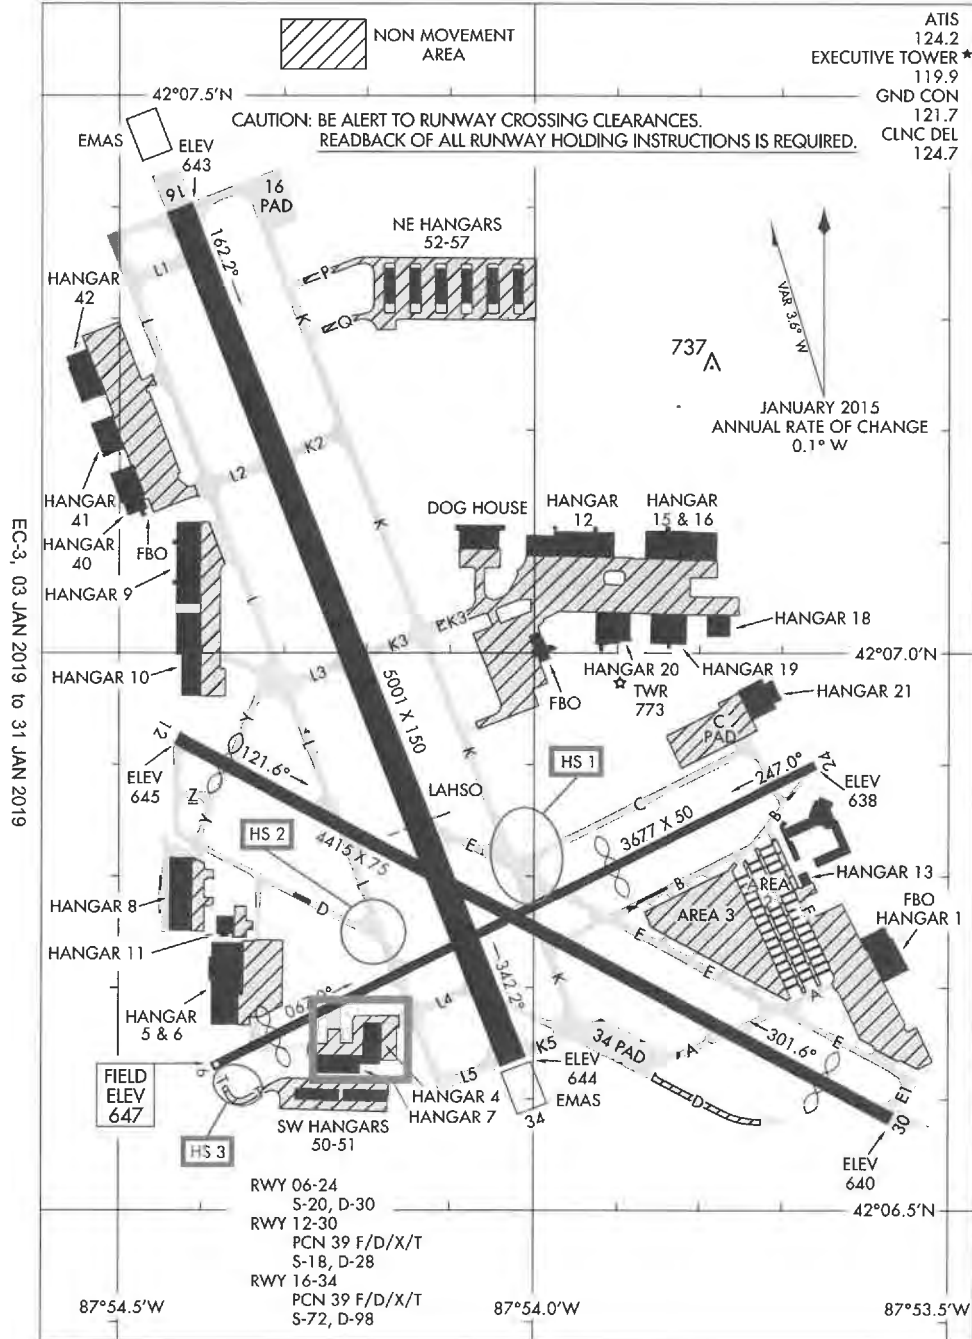 NON MOVEMENT
AREA
ATIS
124.2
EXECUTIVE TOWER ★
119.9
GND CON
121.7
CLNC DEL
124.7
42°07.5'N
CAUTION: BE ALERT TO RUNWAY CROSSING CLEARANCES.
READBACK OF ALL RUNWAY HOLDING INSTRUCTIONS IS REQUIRED.
EMAS
ELEV
643
16
16
PAD
162.2°
NE HANGARS
52-57
L1
P
HANGAR
42
L
K
Q
VAR 3.6° W
737
JANUARY 2015
ANNUAL RATE OF CHANGE
0.1° W
L2
K2
HANGAR
41
HANGAR
40
FBO
K
DOG HOUSE
HANGAR
12
HANGAR
15 & 16
HANGAR 9
L
K3
K3
HANGAR 18
HANGAR 10
L3
5001 X 150
FBO
HANGAR 20
TWR
773
HANGAR 19
42°07.0'N
HANGAR 21
C
PAD
Y
12
121.6°
L
K
LAHSO
HS 1
247.0°
24
ELEV
645
ELEV
638
Z
Y
HS 2
4415 X 75
L
E
C
3677 X 50
B
HANGAR 8
D
B
AREA
2
HANGAR 13
AREA 3
F
FBO
HANGAR 1
HANGAR 11
E
E
342.2°
K
A
HANGAR
5 & 6
L4
34 PAD
A
301.6°
E
K5
ELEV
644
FIELD
ELEV
647
L5
HANGAR 4
HANGAR 7
EMAS
34
D
E1
30
HS 3
SW HANGARS
50-51
ELEV
640
RWY 06-24
S-20, D-30
RWY 12-30
PCN 39 F/D/X/T
S-18, D-28
RWY 16-34
PCN 39 F/D/X/T
S-72, D-98
42°06.5'N
87°54.5'W
87°54.0'W
87°53.5'W
EC-3, 03 JAN 2019 to 31 JAN 2019